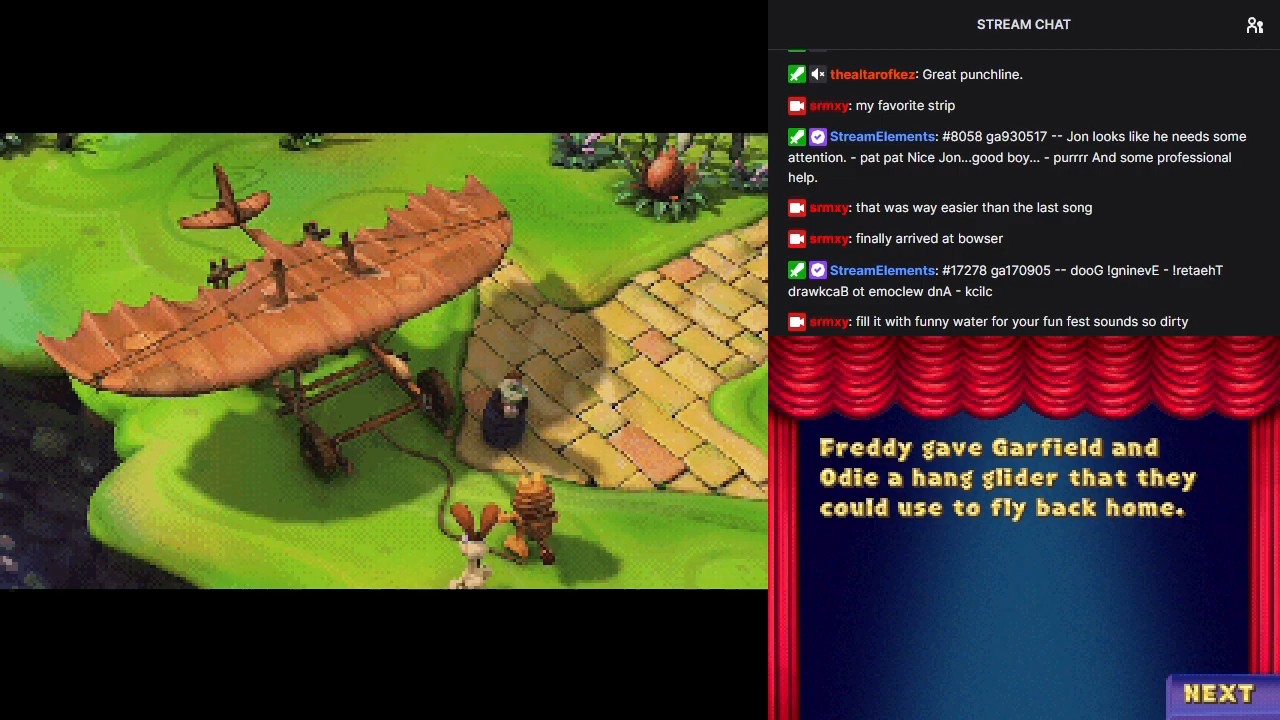 STREAM CHAT
thealtarofkez: Great punchline.
srmxy: my favorite strip
StreamElements: #8058 ga930517 -- Jon looks like he needs some
attention. - pat pat Nice Jon...good boy... - purrrr And some professional
help.
srmxy: that was way easier than the last song
srmxy: finally arrived at bowser
StreamElements: #17278 ga170905 -- dooG !gninevE - !retaehT
drawkcaB ot emoclew dnA - kcilc
srmxy: fill it with funny water for your fun fest sounds so dirty
Freddy gave Garfield and
Odie a hang glider that they
could use to fly back home.
NEXT